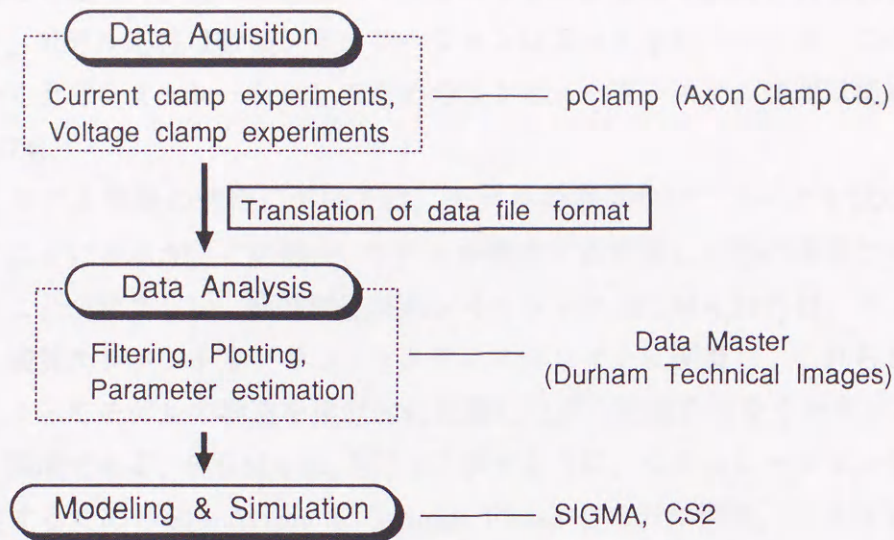 Data Aquisition
Current clamp experiments,
Voltage clamp experiments
pClamp (Axon Clamp Co.)
Translation of data file format
Data Analysis
Filtering, Plotting,
Parameter estimation
Data Master
(Durham Technical Images)
Modeling & Simulation
SIGMA, CS2